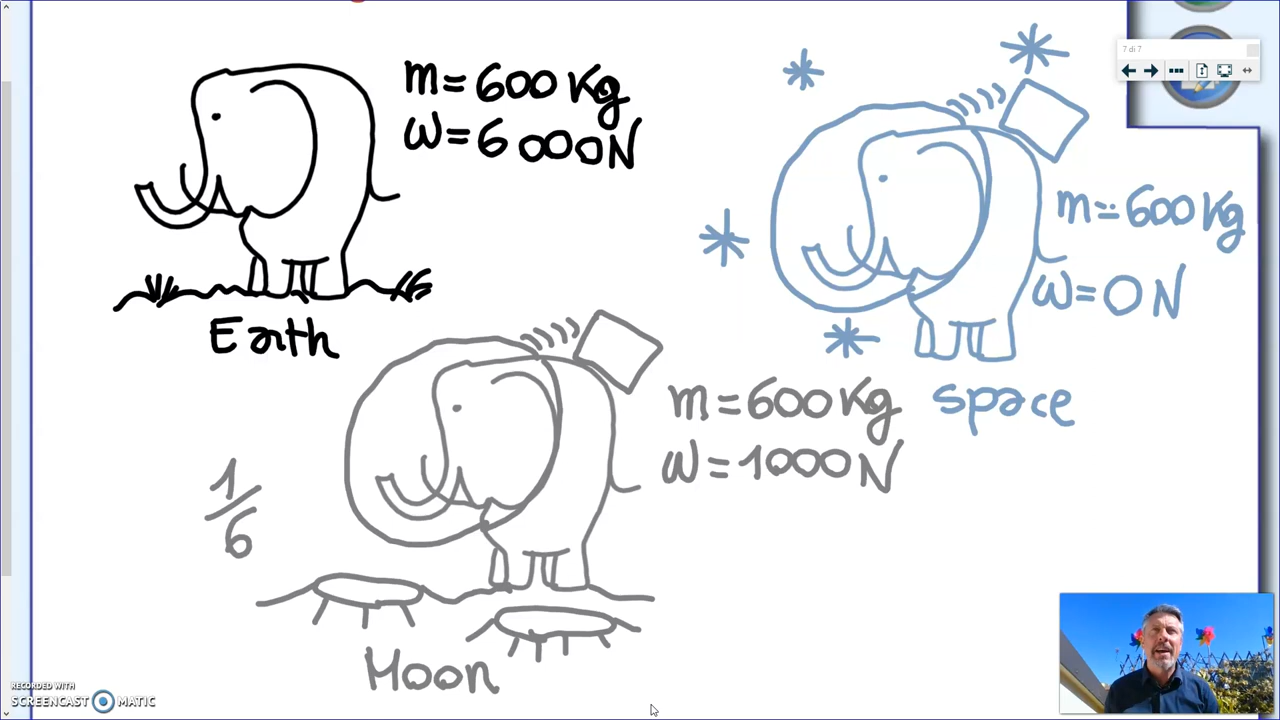 m = 600 Kg
W = 6000N
Earth
7 di 7
m = 600 Kg
W = 0 N
space
m = 600 Kg
W = 1000 N
1/6
Moon
RECORDED WITH
SCREENCAST MATIC